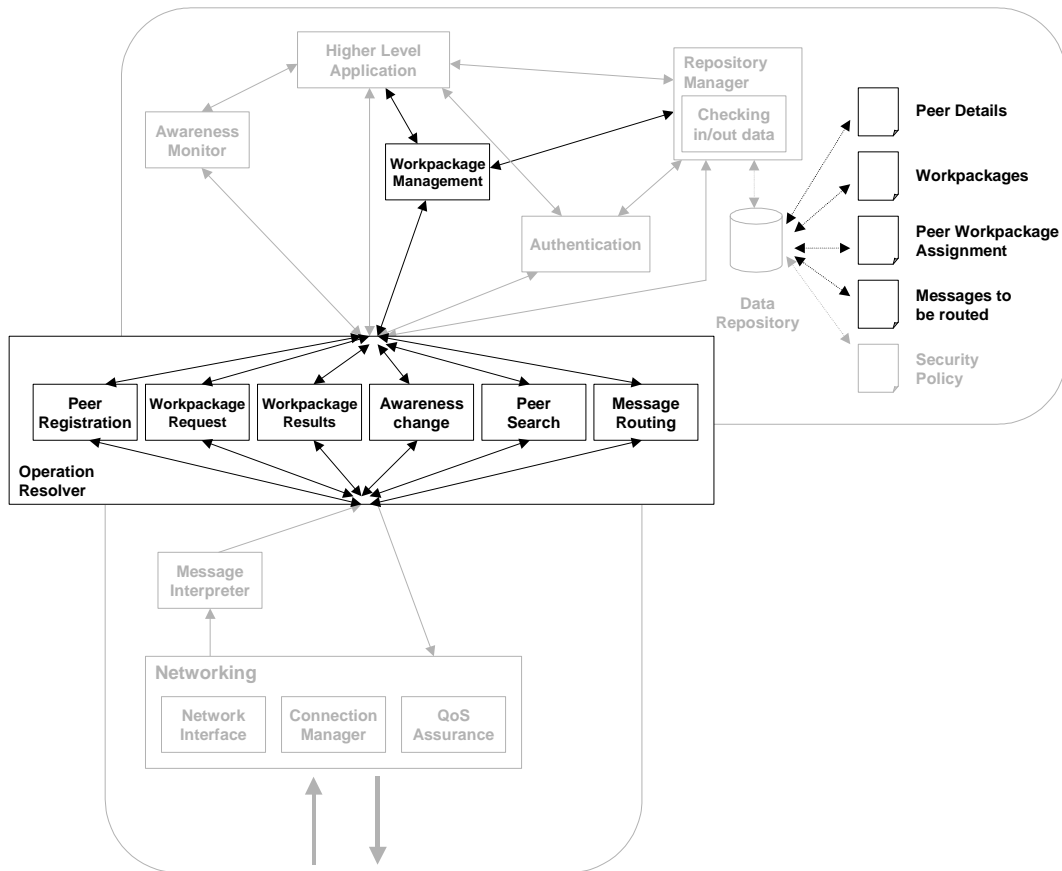 Higher Level
Application
Repository
Manager
Checking
in/out data
Awareness
Monitor
Workpackage
Management
Authentication
Data
Repository
Peer Details
Workpackages
Peer Workpackage
Assignment
Messages to
be routed
Security
Policy
Peer
Registration
Workpackage
Request
Workpackage
Results
Awareness
change
Peer
Search
Message
Routing
Operation
Resolver
Message
Interpreter
Networking
Network
Interface
Connection
Manager
QoS
Assurance